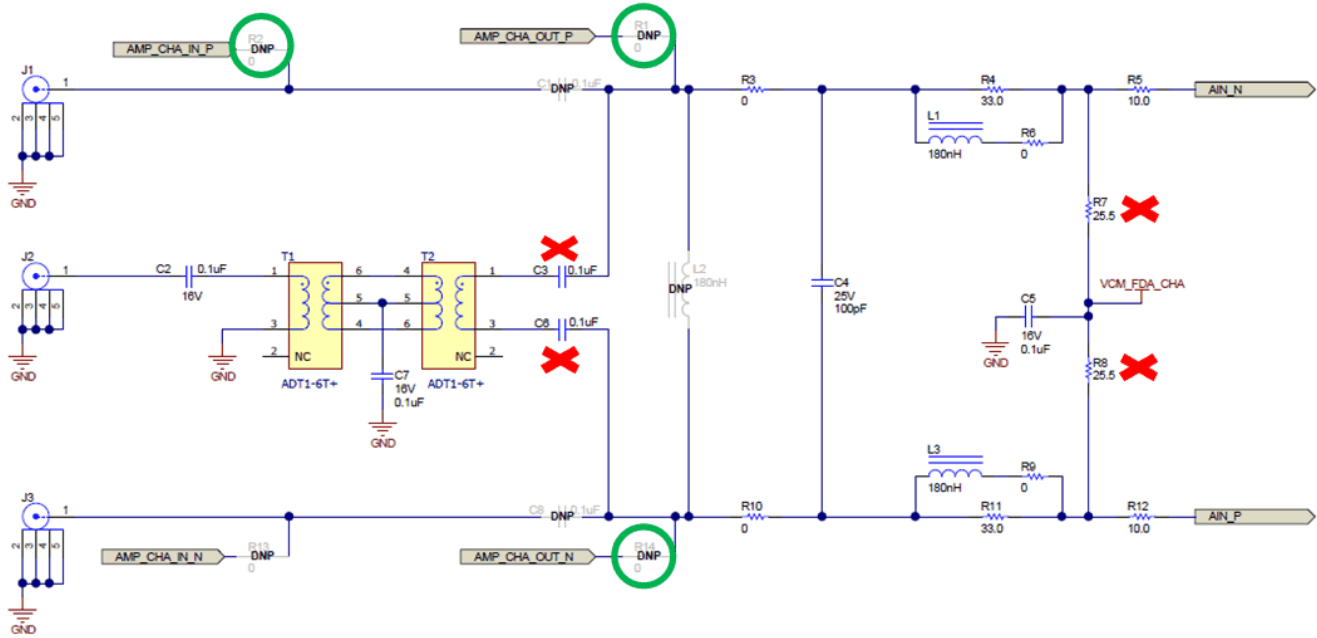 AMP_CHA_IN_P
R2
DNP
0
AMP_CHA_OUT_P
R1
DNP
0
J1
1
2
3
4
5
GND
C1
DNP
0.1uF
R3
0
R4
33.0
R5
10.0
AIN_N
L1
180nH
R6
0
R7
25.5
J2
1
2
3
4
5
GND
C2
0.1uF
16V
T1
1
3
2
NC
6
5
4
ADT1-6T+
GND
T2
4
5
6
1
3
2
NC
ADT1-6T+
C7
16V
0.1uF
GND
C3
0.1uF
C6
0.1uF
L2
DNP
180nH
C4
25V
100pF
VCM_FDA_CHA
C5
16V
0.1uF
GND
R8
25.5
J3
1
2
3
4
5
GND
AMP_CHA_IN_N
R13
DNP
0
C8
DNP
0.1uF
AMP_CHA_OUT_N
R14
DNP
0
R10
0
L3
180nH
R9
0
R11
33.0
R12
10.0
AIN_P